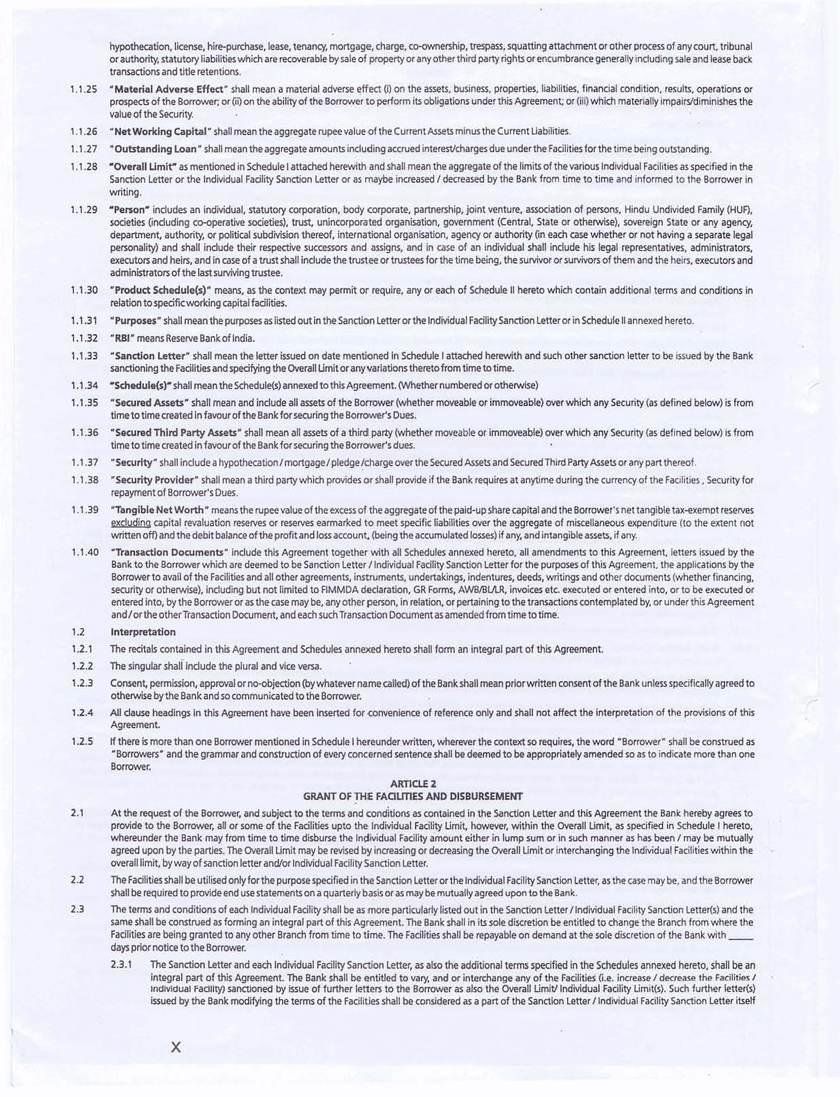 hypothecation, license, hire-purchase, lease, tenancy, mortgage, charge, co-ownership, trespass, squatting attachment or other process of any court, tribunal
or authority, statutory liabilities which are recoverable by sale of property or any other third party rights or encumbrance generally including sale and lease back
transactions and title retentions.
1.1.25 "Material Adverse Effect" shall mean a material adverse effect (i) on the assets, business, properties, liabilities, financial condition, results, operations or
prospects of the Borrower; or (ii) on the ability of the Borrower to perform its obligations under this Agreement; or (iii) which materially impairs/diminishes the
value of the Security.
1.1.26 "Net Working Capital" shall mean the aggregate rupee value of the Current Assets minus the Current Liabilities.
1.1.27 "Outstanding Loan" shall mean the aggregate amounts including accrued interest/charges due under the Facilities for the time being outstanding.
1.1.28 "Overall Limit" as mentioned in Schedule I attached herewith and shall mean the aggregate of the limits of the various Individual Facilities as specified in the
Sanction Letter or the Individual Facility Sanction Letter or as maybe increased / decreased by the Bank from time to time and informed to the Borrower in
writing.
1.1.29 "Person" includes an individual, statutory corporation, body corporate, partnership, joint venture, association of persons, Hindu Undivided Family (HUF),
societies (including co-operative societies), trust, unincorporated organisation, government (Central, State or otherwise), sovereign State or any agency,
department, authority, or political subdivision thereof, international organisation, agency or authority (in each case whether or not having a separate legal
personality) and shall include their respective successors and assigns, and in case of an individual shall include his legal representatives, administrators,
executors and heirs, and in case of a trust shall include the trustee or trustees for the time being, the survivor or survivors of them and the heirs, executors and
administrators of the last surviving trustee.
1.1.30 "Product Schedule(s)" means, as the context may permit or require, any or each of Schedule II hereto which contain additional terms and conditions in
relation to specific working capital facilities.
1.1.31 "Purposes" shall mean the purposes as listed out in the Sanction Letter or the Individual Facility Sanction Letter or in Schedule II annexed hereto.
1.1.32 "RBI" means Reserve Bank of India.
1.1.33 "Sanction Letter" shall mean the letter issued on date mentioned in Schedule I attached herewith and such other sanction letter to be issued by the Bank
sanctioning the Facilities and specifying the Overall Limit or any variations thereto from time to time.
1.1.34 "Schedule(s)" shall mean the Schedule(s) annexed to this Agreement. (Whether numbered or otherwise)
1.1.35 "Secured Assets" shall mean and include all assets of the Borrower (whether moveable or immoveable) over which any Security (as defined below) is from
time to time created in favour of the Bank for securing the Borrower's Dues.
1.1.36 "Secured Third Party Assets" shall mean all assets of a third party (whether moveable or immoveable) over which any Security (as defined below) is from
time to time created in favour of the Bank for securing the Borrower's dues.
1.1.37 "Security" shall include a hypothecation / mortgage / pledge /charge over the Secured Assets and Secured Third Party Assets or any part thereof.
1.1.38 "Security Provider" shall mean a third party which provides or shall provide if the Bank requires at anytime during the currency of the Facilities , Security for
repayment of Borrower's Dues.
1.1.39 "Tangible Net Worth" means the rupee value of the excess of the aggregate of the paid-up share capital and the Borrower's net tangible tax-exempt reserves
excluding capital revaluation reserves or reserves earmarked to meet specific liabilities over the aggregate of miscellaneous expenditure (to the extent not
written off) and the debit balance of the profit and loss account, (being the accumulated losses) if any, and intangible assets, if any.
1.1.40 "Transaction Documents" include this Agreement together with all Schedules annexed hereto, all amendments to this Agreement, letters issued by the
Bank to the Borrower which are deemed to be Sanction Letter / Individual Facility Sanction Letter for the purposes of this Agreement, the applications by the
Borrower to avail of the Facilities and all other agreements, instruments, undertakings, indentures, deeds, writings and other documents (whether financing,
security or otherwise), including but not limited to FIMMDA declaration, GR Forms, AWB/BL/LR, invoices etc. executed or entered into, or to be executed or
entered into, by the Borrower or as the case may be, any other person, in relation, or pertaining to the transactions contemplated by, or under this Agreement
and / or the other Transaction Document, and each such Transaction Document as amended from time to time.
1.2 Interpretation
1.2.1 The recitals contained in this Agreement and Schedules annexed hereto shall form an integral part of this Agreement.
1.2.2 The singular shall include the plural and vice versa.
1.2.3 Consent, permission, approval or no-objection (by whatever name called) of the Bank shall mean prior written consent of the Bank unless specifically agreed to
otherwise by the Bank and so communicated to the Borrower.
1.2.4 All clause headings in this Agreement have been inserted for convenience of reference only and shall not affect the interpretation of the provisions of this
Agreement.
1.2.5 If there is more than one Borrower mentioned in Schedule I hereunder written, wherever the context so requires, the word "Borrower" shall be construed as
"Borrowers" and the grammar and construction of every concerned sentence shall be deemed to be appropriately amended so as to indicate more than one
Borrower.
ARTICLE 2
GRANT OF THE FACILITIES AND DISBURSEMENT
2.1 At the request of the Borrower, and subject to the terms and conditions as contained in the Sanction Letter and this Agreement the Bank hereby agrees to
provide to the Borrower, all or some of the Facilities upto the Individual Facility Limit, however, within the Overall Limit, as specified in Schedule I hereto,
whereunder the Bank may from time to time disburse the Individual Facility amount either in lump sum or in such manner as has been / may be mutually
agreed upon by the parties. The Overall Limit may be revised by increasing or decreasing the Overall Limit or interchanging the Individual Facilities within the
overall limit, by way of sanction letter and/or Individual Facility Sanction Letter.
2.2 The Facilities shall be utilised only for the purpose specified in the Sanction Letter or the Individual Facility Sanction Letter, as the case may be, and the Borrower
shall be required to provide end use statements on a quarterly basis or as may be mutually agreed upon to the Bank.
2.3 The terms and conditions of each Individual Facility shall be as more particularly listed out in the Sanction Letter / Individual Facility Sanction Letter(s) and the
same shall be construed as forming an integral part of this Agreement. The Bank shall in its sole discretion be entitled to change the Branch from where the
Facilities are being granted to any other Branch from time to time. The Facilities shall be repayable on demand at the sole discretion of the Bank with ____
days prior notice to the Borrower.
2.3.1 The Sanction Letter and each Individual Facility Sanction Letter, as also the additional terms specified in the Schedules annexed hereto, shall be an
integral part of this Agreement. The Bank shall be entitled to vary, and or interchange any of the Facilities (i.e. increase / decrease the Facilities /
Individual Facility) sanctioned by issue of further letters to the Borrower as also the Overall Limit/ Individual Facility Limit(s). Such further letter(s)
issued by the Bank modifying the terms of the Facilities shall be considered as a part of the Sanction Letter / Individual Facility Sanction Letter itself
X